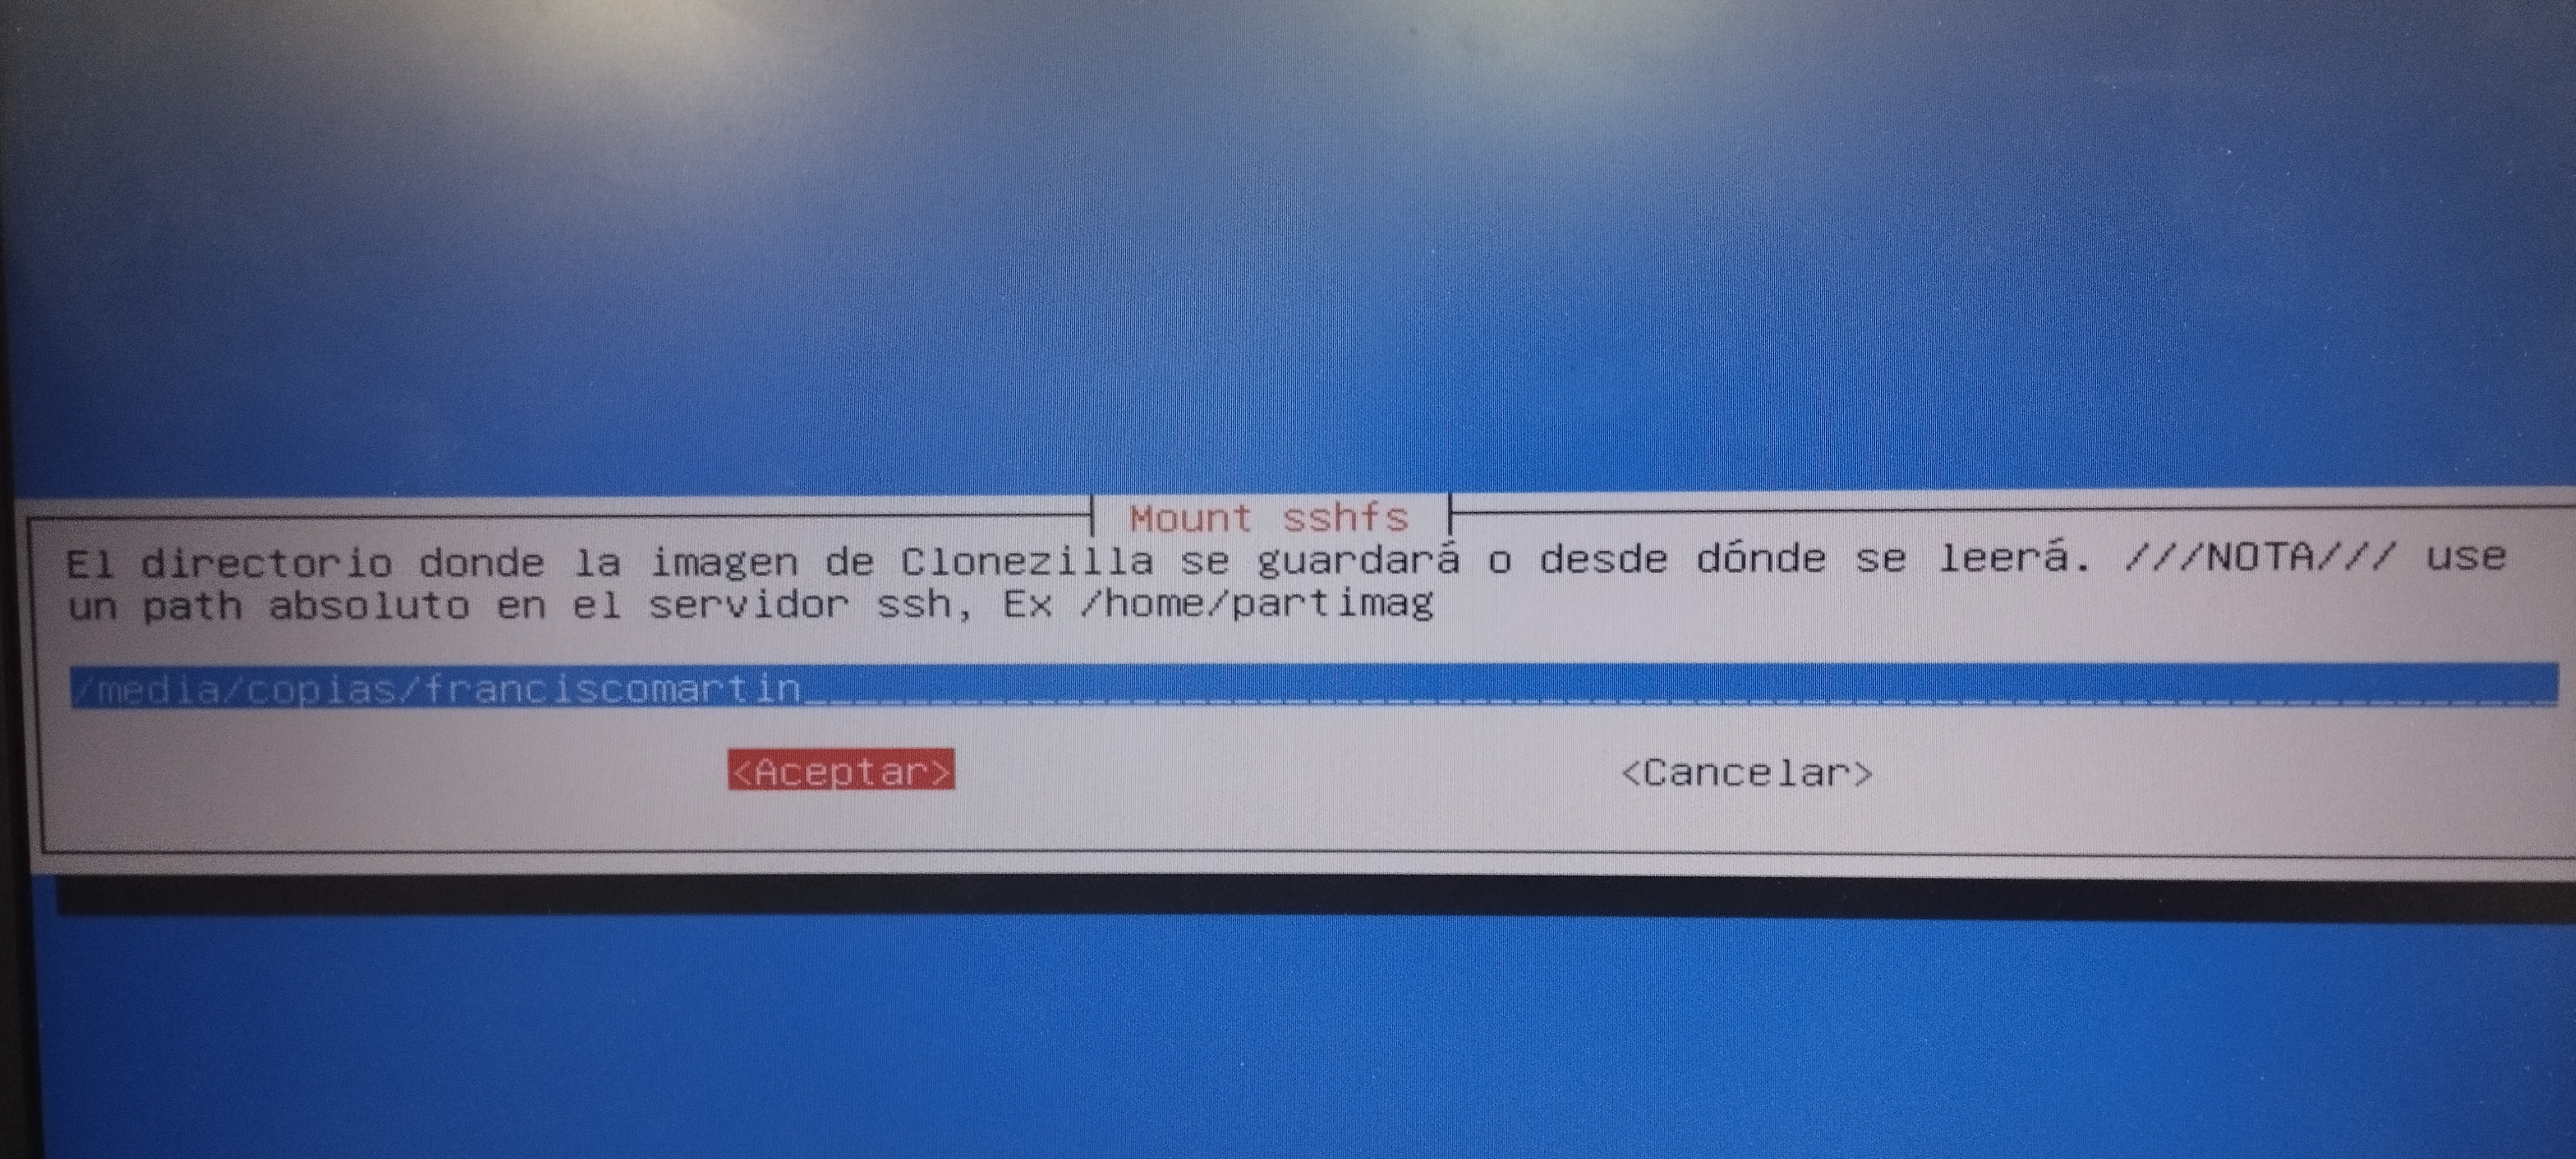 Mount sshfs
El directorio donde la imagen de Clonezilla se guardará o desde dónde se leerá. ///NOTA/// use
un path absoluto en el servidor ssh, Ex /home/partimag
/media/copias/franciscomartin
<Aceptar> <Cancelar>